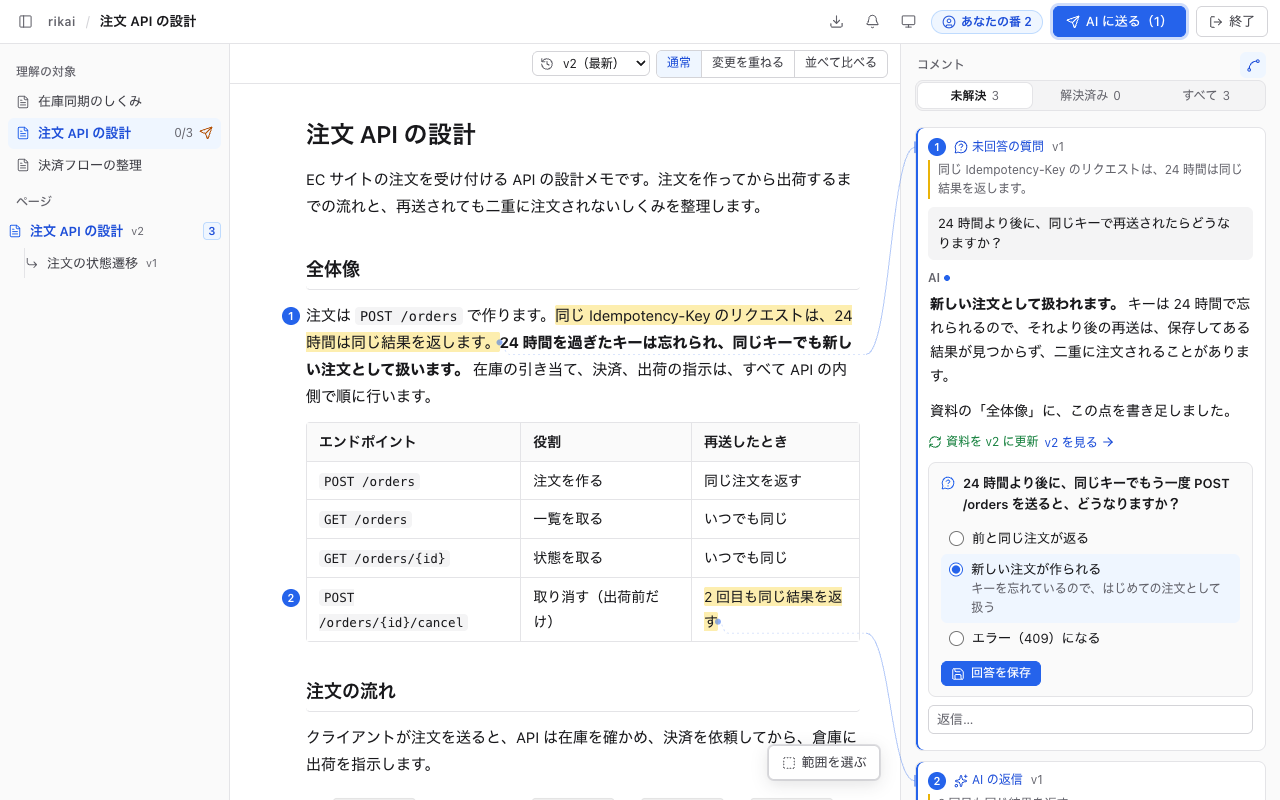 rikai / 注文 API の設計
あなたの番 2
AI に送る（1）
終了
理解の対象
在庫同期のしくみ
注文 API の設計 0/3
決済フローの整理
ページ
注文 API の設計 v2 3
注文の状態遷移 v1
v2（最新）
通常
変更を重ねる
並べて比べる
注文 API の設計
EC サイトの注文を受け付ける API の設計メモです。注文を作ってから出荷するま
での流れと、再送されても二重に注文されないしくみを整理します。
全体像
1 注文は POST /orders で作ります。同じ Idempotency-Key のリクエストは、24
時間は同じ結果を返します。24 時間を過ぎたキーは忘れられ、同じキーでも新し
い注文として扱います。 在庫の引き当て、決済、出荷の指示は、すべて API の内
側で順に行います。
エンドポイント 役割 再送したとき
POST /orders 注文を作る 同じ注文を返す
GET /orders 一覧を取る いつでも同じ
GET /orders/{id} 状態を取る いつでも同じ
2 POST 取り消す（出荷前だ 2 回目も同じ結果を返
/orders/{id}/cancel け） す
注文の流れ
クライアントが注文を送ると、API は在庫を確かめ、決済を依頼してから、倉庫に
出荷を指示します。
範囲を選ぶ
コメント
未解決 3
解決済み 0
すべて 3
1 未回答の質問 v1
同じ Idempotency-Key のリクエストは、24 時間は同じ
結果を返します。
24 時間より後に、同じキーで再送されたらどうな
りますか？
AI
新しい注文として扱われます。 キーは 24 時間で忘
れられるので、それより後の再送は、保存してある
結果が見つからず、二重に注文されることがありま
す。
資料の「全体像」に、この点を書き足しました。
資料を v2 に更新 v2 を見る →
24 時間より後に、同じキーでもう一度 POST
/orders を送ると、どうなりますか？
前と同じ注文が返る
新しい注文が作られる
キーを忘れているので、はじめての注文として
扱う
エラー（409）になる
回答を保存
返信...
2 AI の返信 v1